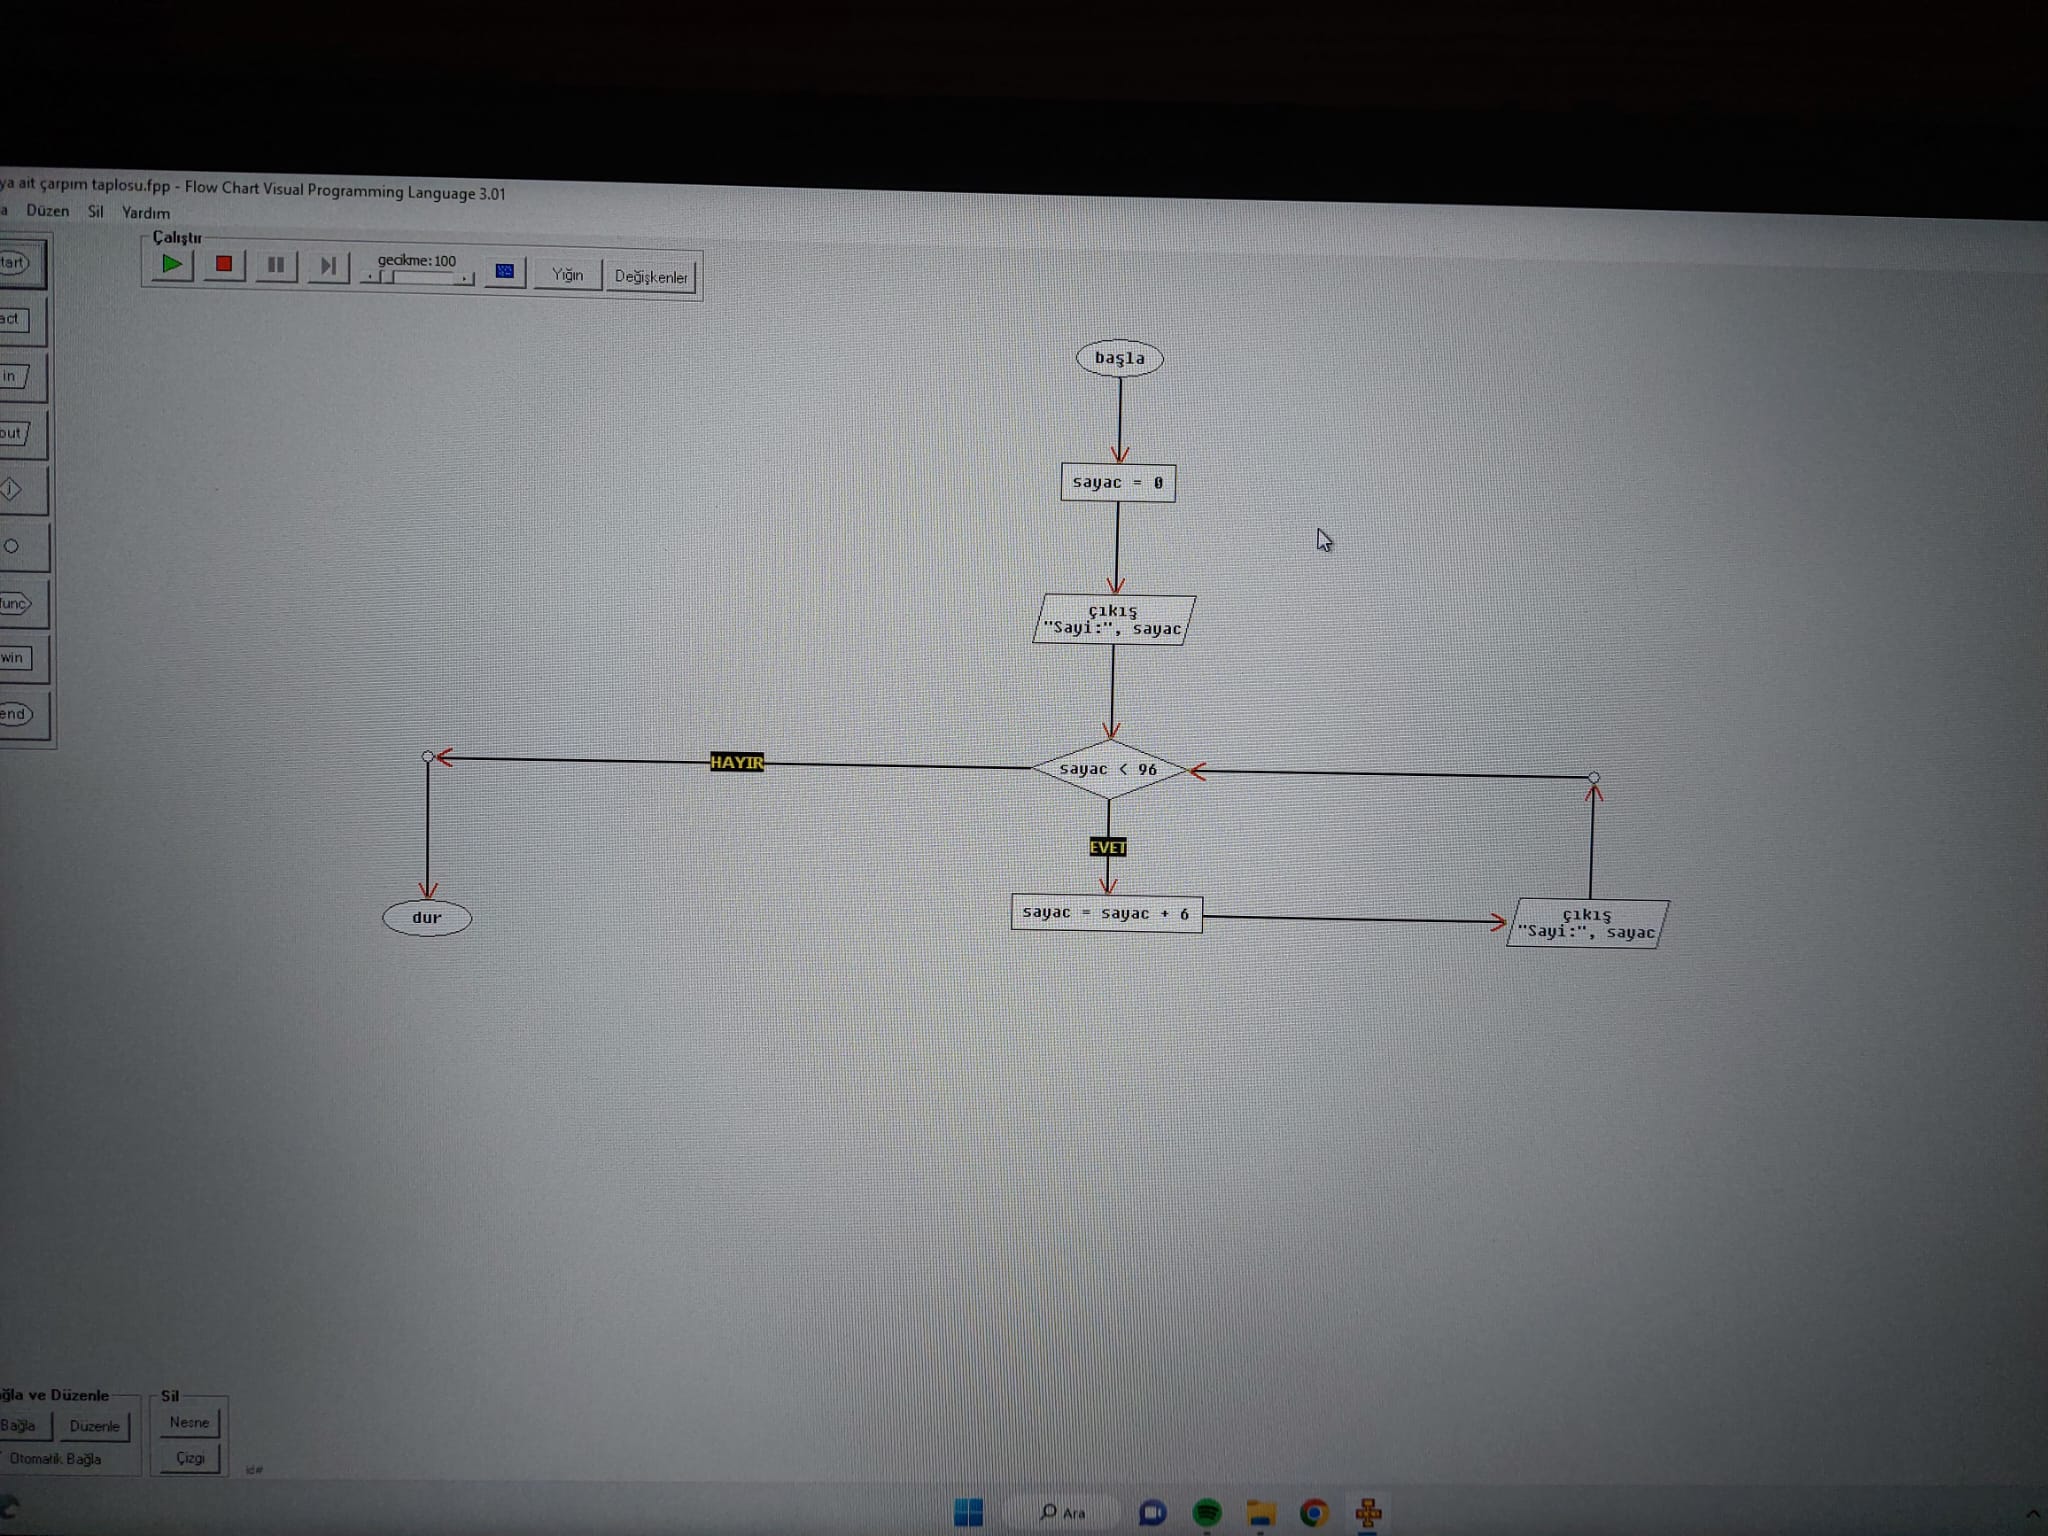 ya ait çarpım taplosu.fpp - Flow Chart Visual Programming Language 3.01
a Düzen Sil Yardım
Çalıştır
gecikme:100
Yığın
Değişkenler
tart
act
in
out
j
func
win
end
başla
sayac = 0
çıkış
"Sayi:", sayac
HAYIR
sayac < 96
EVET
dur
sayac = sayac + 6
çıkış
"Sayi:", sayac
ğla ve Düzenle
Bağla
Düzenle
Otomatik Bağla
Sil
Nesne
Çizgi
id#
Ara